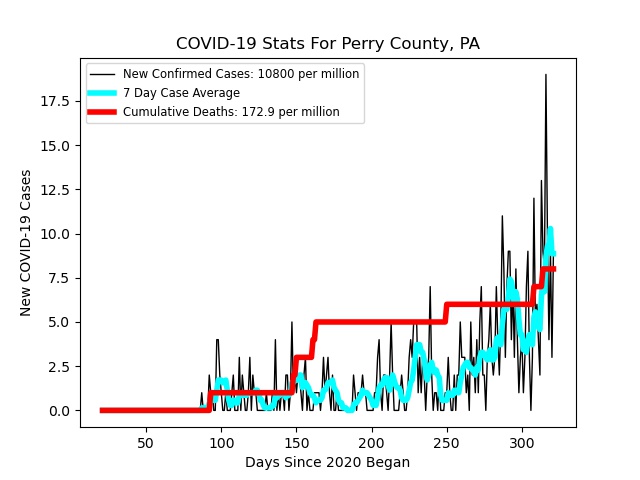 COVID-19 Stats For Perry County, PA
New Confirmed Cases: 10800 per million
7 Day Case Average
Cumulative Deaths: 172.9 per million
New COVID-19 Cases
17.5
15.0
12.5
10.0
7.5
5.0
2.5
0.0
50 100 150 200 250 300
Days Since 2020 Began